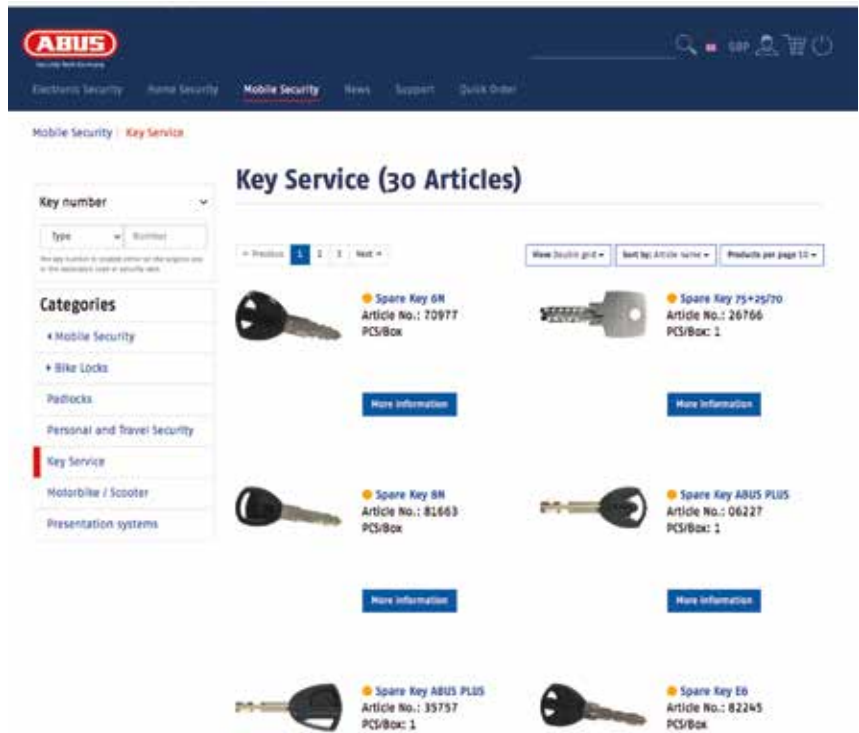 ABUS
Security Tech Germany
GBP
Electronic Security Home Security Mobile Security News Support Quick Order
Mobile Security Key Service
Key Service (30 Articles)
Key number
Type Number
Categories
Mobile Security
Bike Locks
Padlocks
Personal and Travel Security
Key Service
Motorbike / Scooter
Presentation systems
Previous 1 2 3 Next
View Double grid Sort by: Article name Products per page 10
Spare Key 6N
Article No.: 70977
PCS/Box
More information
Spare Key 75+25/70
Article No.: 26766
PCS/Box: 1
More information
Spare Key 8N
Article No.: 81663
PCS/Box
More information
Spare Key ABUS PLUS
Article No.: 06227
PCS/Box: 1
More information
Spare Key ABUS PLUS
Article No.: 35757
PCS/Box: 1
Spare Key E6
Article No.: 82245
PCS/Box